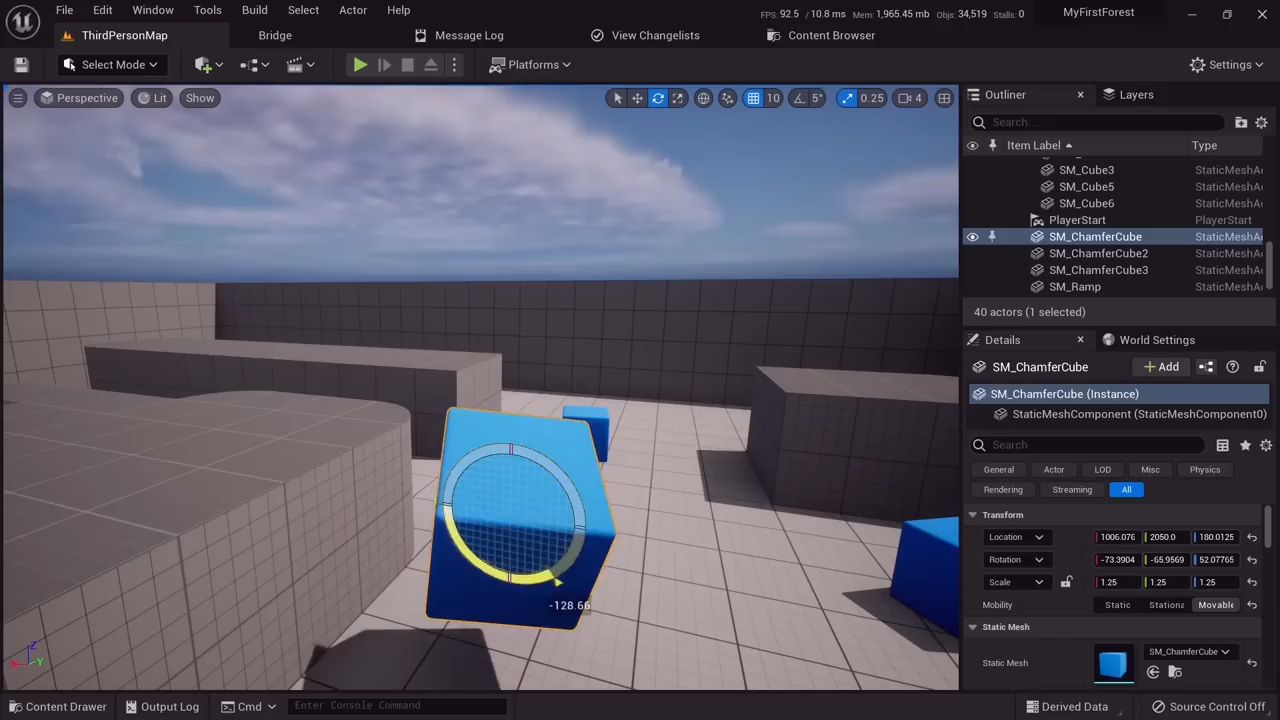 File Edit Window Tools Build Select Actor Help
FPS: 92.5 / 10.8 ms Mem: 1,965.45 mb Objs: 34,519 Stalls: 0
MyFirstForest
ThirdPersonMap
Bridge
Message Log
View Changelists
Content Browser
Select Mode
Platforms
Settings
Perspective
Lit
Show
10
5°
0.25
4
Outliner
Layers
Search...
Item Label
Type
SM_Cube3 StaticMeshA
SM_Cube5 StaticMeshA
SM_Cube6 StaticMeshA
PlayerStart PlayerStart
SM_ChamferCube StaticMeshA
SM_ChamferCube2 StaticMeshA
SM_ChamferCube3 StaticMeshA
SM_Ramp StaticMeshA
40 actors (1 selected)
Details
World Settings
SM_ChamferCube
+ Add
SM_ChamferCube (Instance)
StaticMeshComponent (StaticMeshComponent0)
Search
General Actor LOD Misc Physics
Rendering Streaming All
Transform
Location 1006.076 2050.0 180.0125
Rotation -73.3904 -65.9569 52.07765
Scale 1.25 1.25 1.25
Mobility Static Stationa Movable
Static Mesh
Static Mesh
SM_ChamferCube
-128.66
Z
X
Y
Content Drawer
Output Log
Cmd
Enter Console Command
Derived Data
Source Control Off